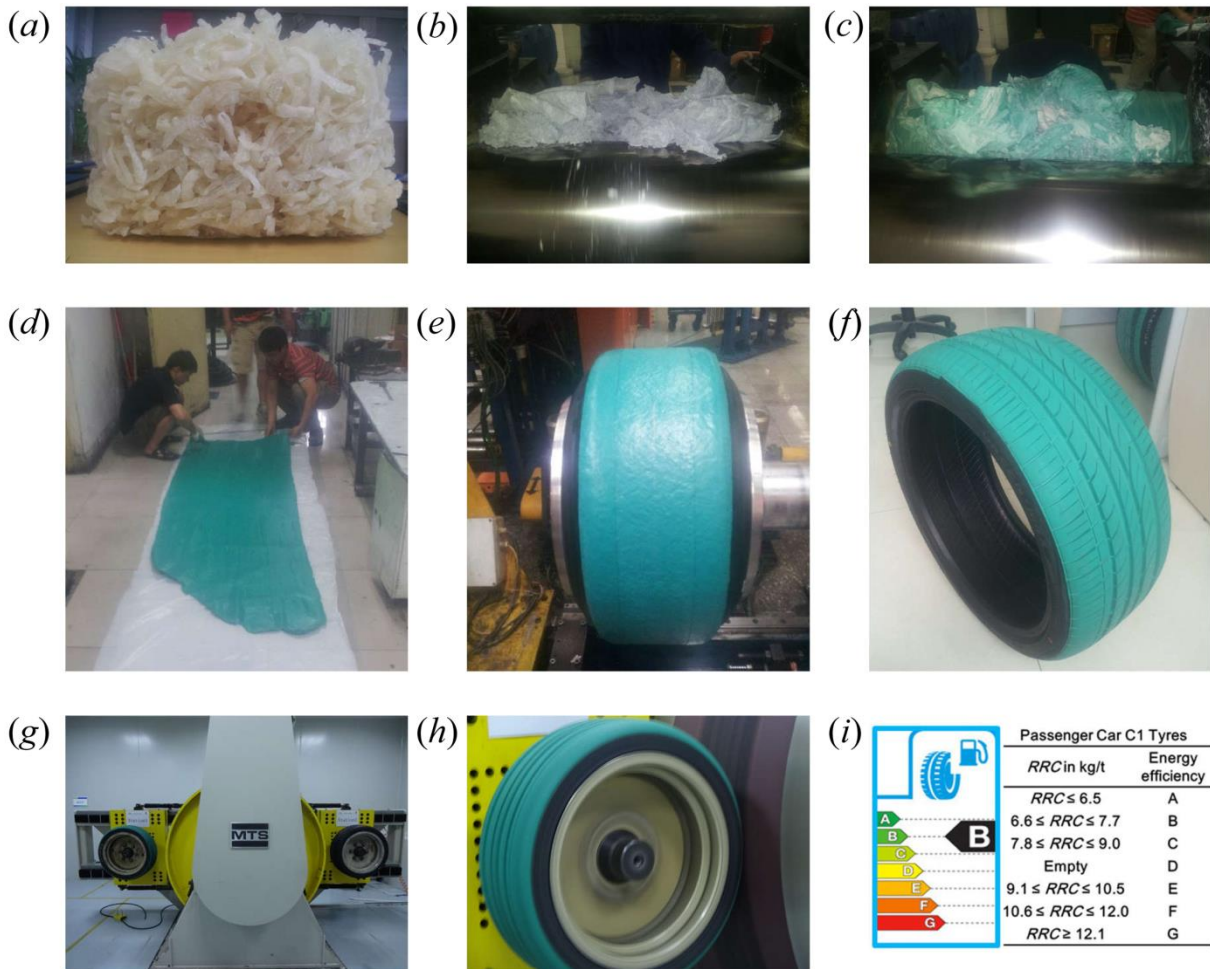 (a)
(b)
(c)
(d)
(e)
(f)
(g)
MTS
(h)
(i)
A
B
C
D
E
F
G
B
Passenger Car C1 Tyres
RRC in kg/t Energy efficiency
RRC ≤ 6.5 A
6.6 ≤ RRC ≤ 7.7 B
7.8 ≤ RRC ≤ 9.0 C
Empty D
9.1 ≤ RRC ≤ 10.5 E
10.6 ≤ RRC ≤ 12.0 F
RRC ≥ 12.1 G